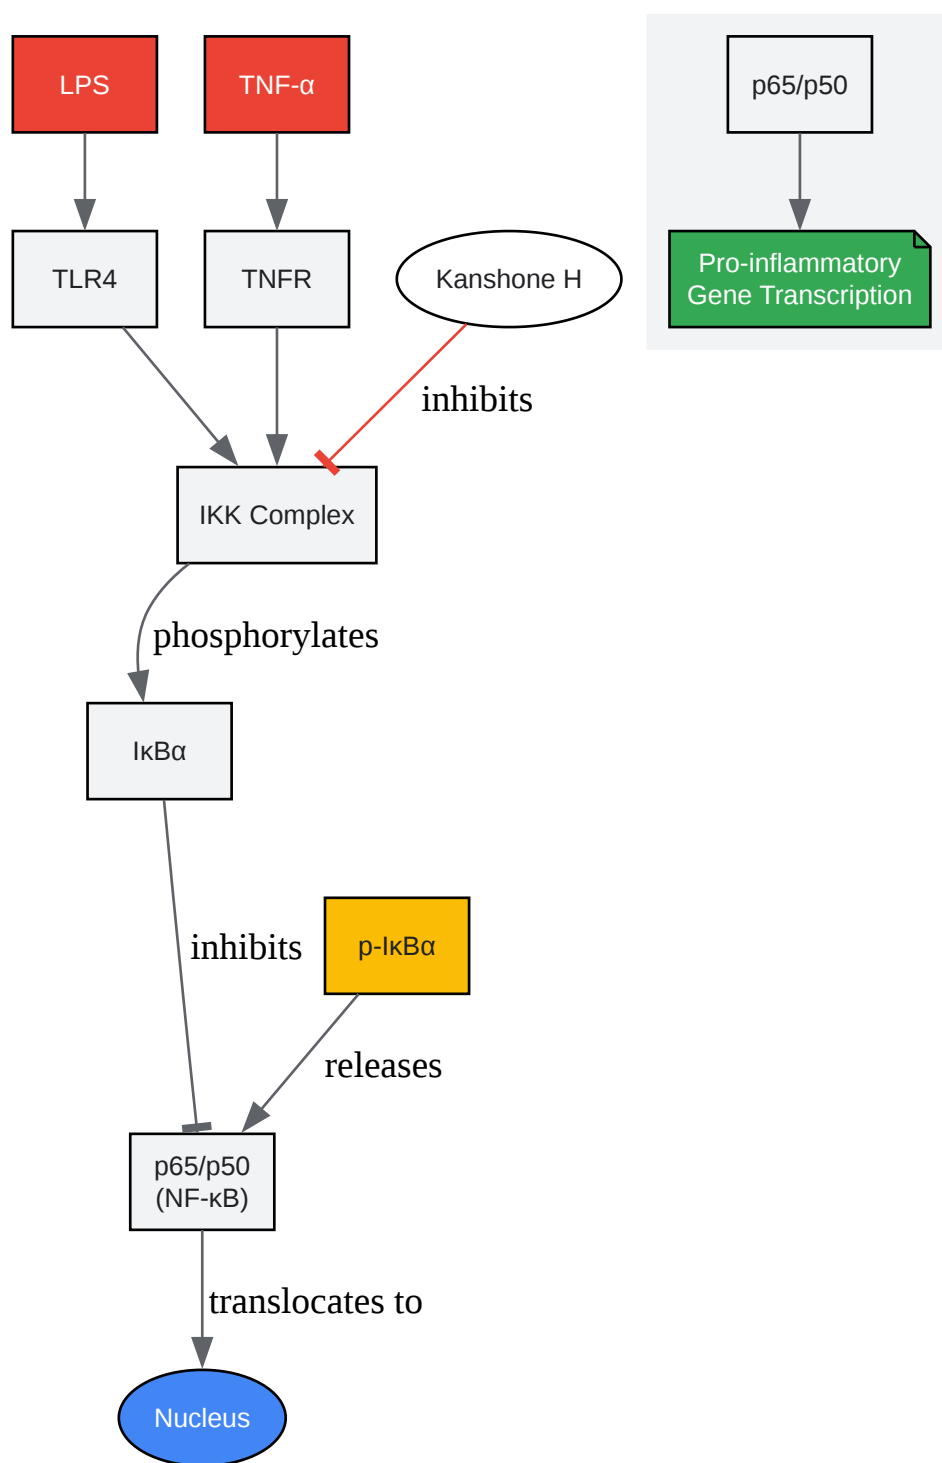 LPS
TNF-α
p65/p50
TLR4
TNFR
Kanshone H
Pro-inflammatory
Gene Transcription
inhibits
IKK Complex
phosphorylates
IκBα
inhibits
p-IκBα
releases
p65/p50
(NF-κB)
translocates to
Nucleus